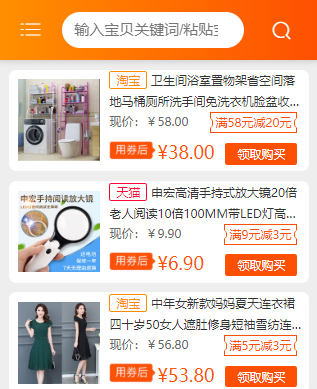 输入宝贝关键词/粘贴宝
淘宝 卫生间浴室置物架省空间落
地马桶厕所洗手间免洗衣机脸盆收...
现价: ¥ 58.00 满58元减20元
用券后 ¥38.00 领取购买
天猫 申宏高清手持式放大镜20倍
老人阅读10倍100MM带LED灯高...
现价: ¥ 9.90 满9元减3元
用券后 ¥6.90 领取购买
申宏手持阅读放大镜
淘宝 中年女新款妈妈夏天连衣裙
四十岁50女人遮肚修身短袖雪纺连...
现价: ¥ 56.80 满5元减3元
用券后 ¥53.80 领取购买